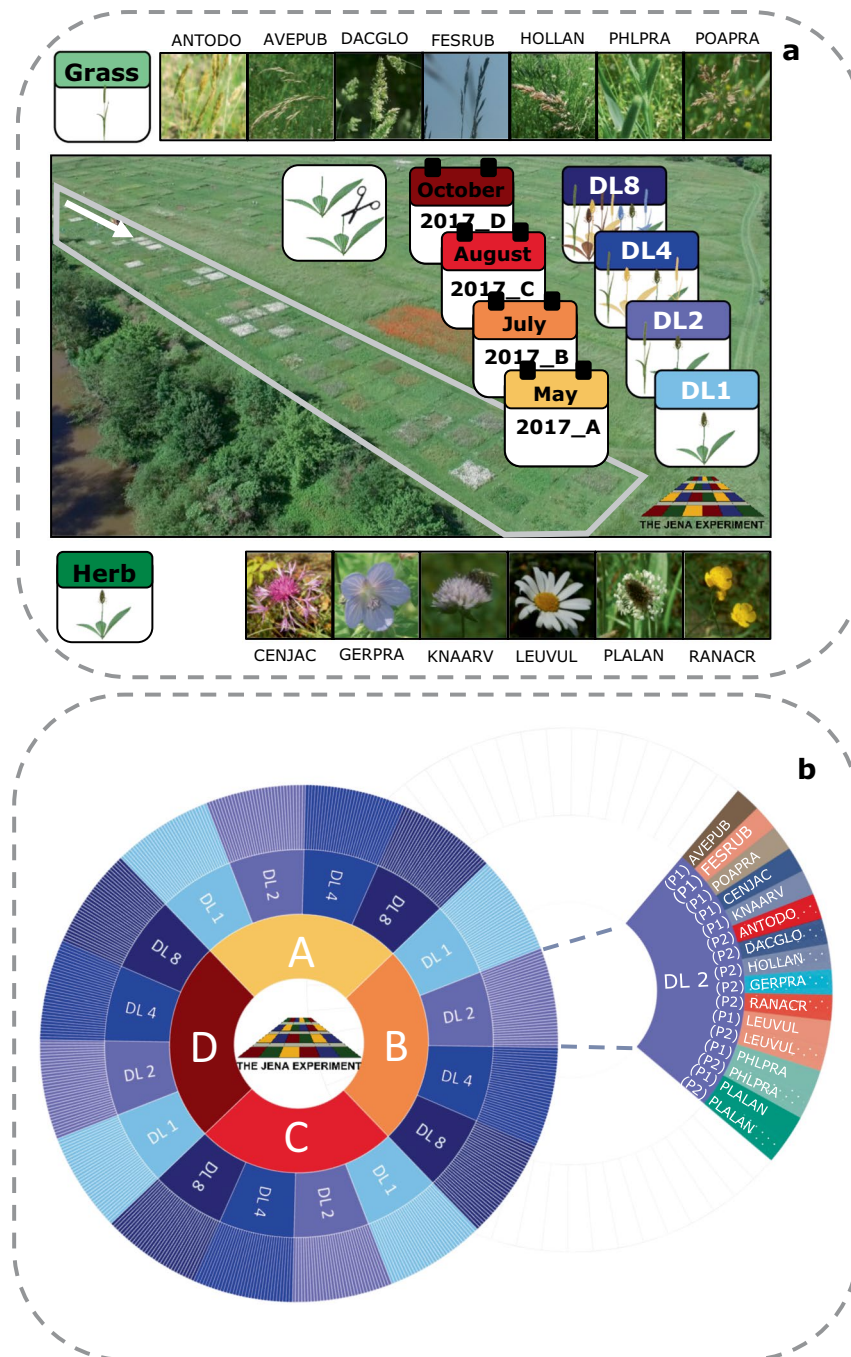 ANTODO AVEPUB DACGLO FESRUB HOLLAN PHLPRA POAPRA
a
Grass
October
2017_D
August
2017_C
July
2017_B
May
2017_A
DL8
DL4
DL2
DL1
THE JENA EXPERIMENT
Herb
CENJAC GERPRA KNAARV LEUVUL PLALAN RANACR
b
A
DL 1
DL 2
DL 4
DL 8
B
DL 1
DL 2
DL 4
DL 8
C
DL 1
DL 2
DL 4
DL 8
D
DL 1
DL 2
DL 4
DL 8
THE JENA EXPERIMENT
DL 2
(P1) AVEPUB
(P1) FESRUB
(P1) POAPRA
(P1) CENJAC
(P1) KNAARV
(P2) ANTODO
(P2) DACGLO
(P2) HOLLAN
(P2) GERPRA
(P2) RANACR
(P1) LEUVUL
(P2) LEUVUL
(P1) PHLPRA
(P2) PHLPRA
(P1) PLALAN
(P2) PLALAN